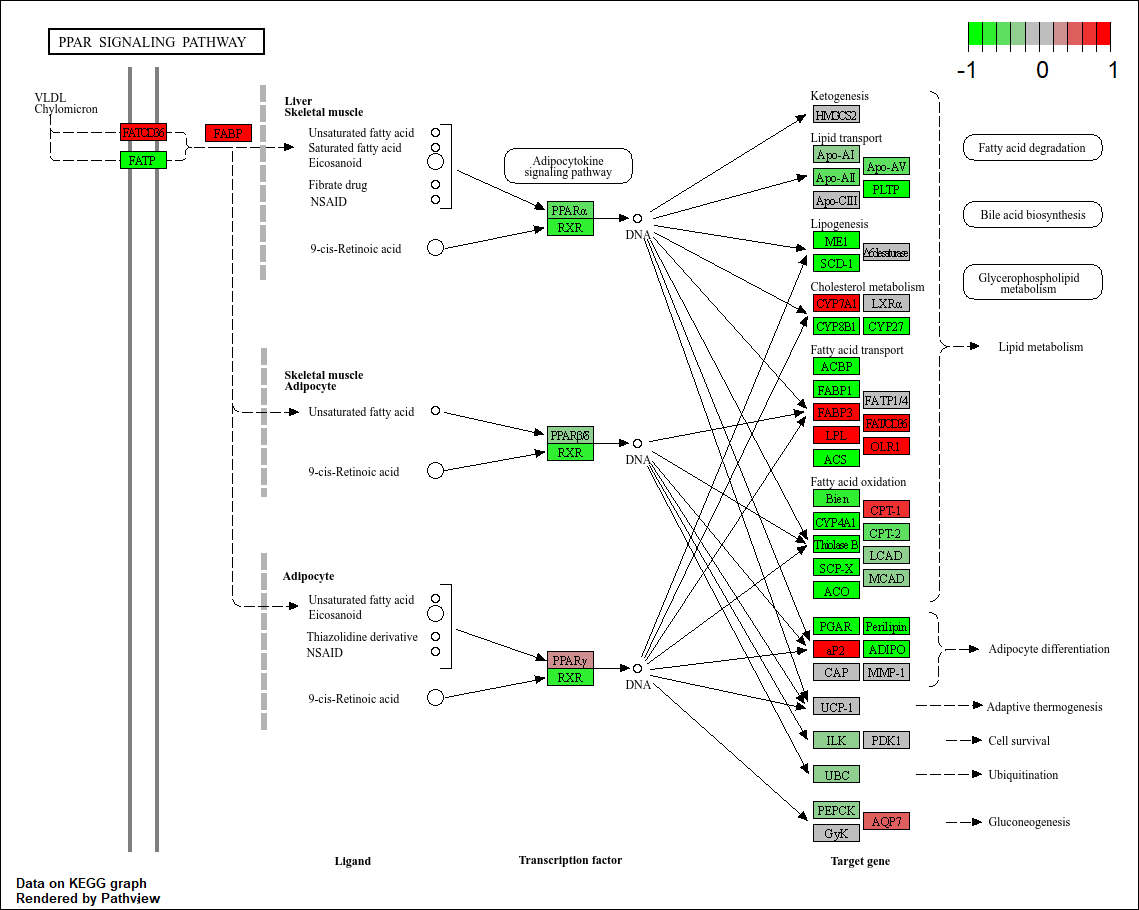 PPAR SIGNALING PATHWAY
-1 0 1
VLDL
Chylomicron
FAT/CD36
FATP
FABP
Liver
Skeletal muscle
Unsaturated fatty acid
Saturated fatty acid
Eicosanoid
Fibrate drug
NSAID
9-cis-Retinoic acid
Adipocytokine
signaling pathway
PPARα
RXR
DNA
Skeletal muscle
Adipocyte
Unsaturated fatty acid
9-cis-Retinoic acid
PPARβ/δ
RXR
DNA
Adipocyte
Unsaturated fatty acid
Eicosanoid
Thiazolidine derivative
NSAID
9-cis-Retinoic acid
PPARγ
RXR
DNA
Ketogenesis
HMGCS2
Lipid transport
Apo-AI
Apo-AV
Apo-AII
PLTP
Apo-CIII
Lipogenesis
ME1
Δ6desaturase
SCD-1
Cholesterol metabolism
CYP7A1 LXRα
CYP8B1 CYP27
Fatty acid transport
ACBP
FABP1
FATP1/4
FABP3
FAT/CD36
LPL
OLR1
ACS
Fatty acid oxidation
Bien
CPT-1
CYP4A1
CPT-2
Thiolase B
LCAD
SCP-X
MCAD
ACO
PGAR Perilipin
aP2 ADIPO
CAP MMP-1
UCP-1
ILK PDK1
UBC
PEPCK
AQP7
GyK
Fatty acid degradation
Bile acid biosynthesis
Glycerophospholipid
metabolism
Lipid metabolism
Adipocyte differentiation
Adaptive thermogenesis
Cell survival
Ubiquitination
Gluconeogenesis
Ligand
Transcription factor
Target gene
Data on KEGG graph
Rendered by Pathview